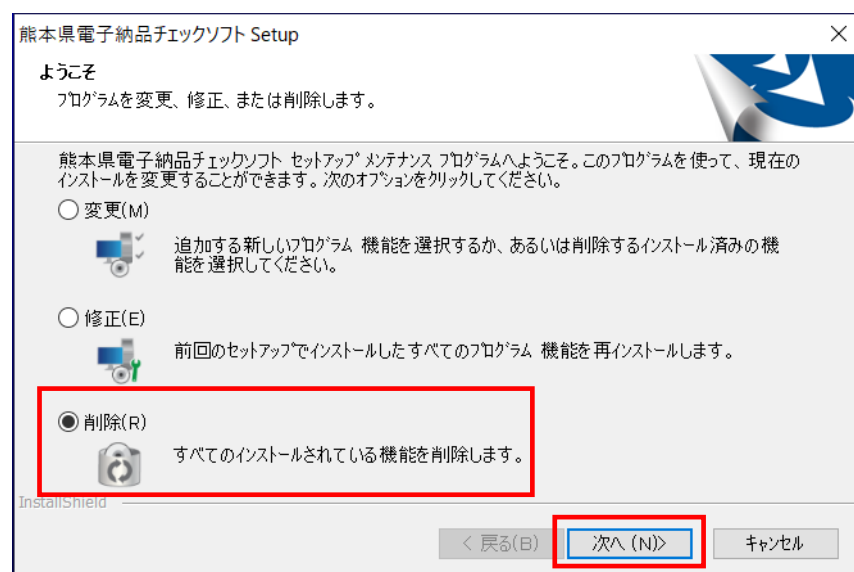 熊本県電子納品チェックソフト Setup
ようこそ
プログラムを変更、修正、または削除します。
熊本県電子納品チェックソフト セットアップ メンテナンス プログラムへようこそ。このプログラムを使って、現在の
インストールを変更することができます。次のオプションをクリックしてください。
変更(M)
追加する新しいプログラム 機能を選択するか、あるいは削除するインストール済みの機
能を選択してください。
修正(E)
前回のセットアップでインストールしたすべてのプログラム 機能を再インストールします。
削除(R)
すべてのインストールされている機能を削除します。
InstallShield
< 戻る(B)
次へ (N)>
キャンセル